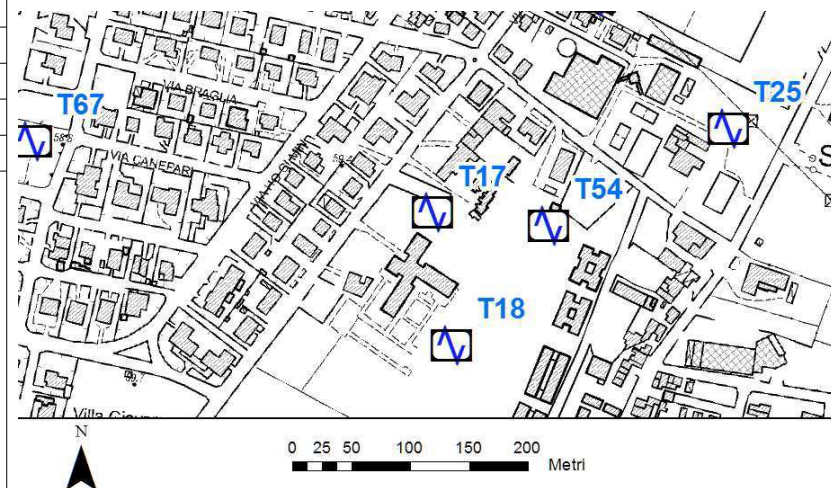 T67
T25
VIA BRAGLIA
VIA CANEPARI
T17
T54
T18
Villa
N
0 25 50 100 150 200
Metri